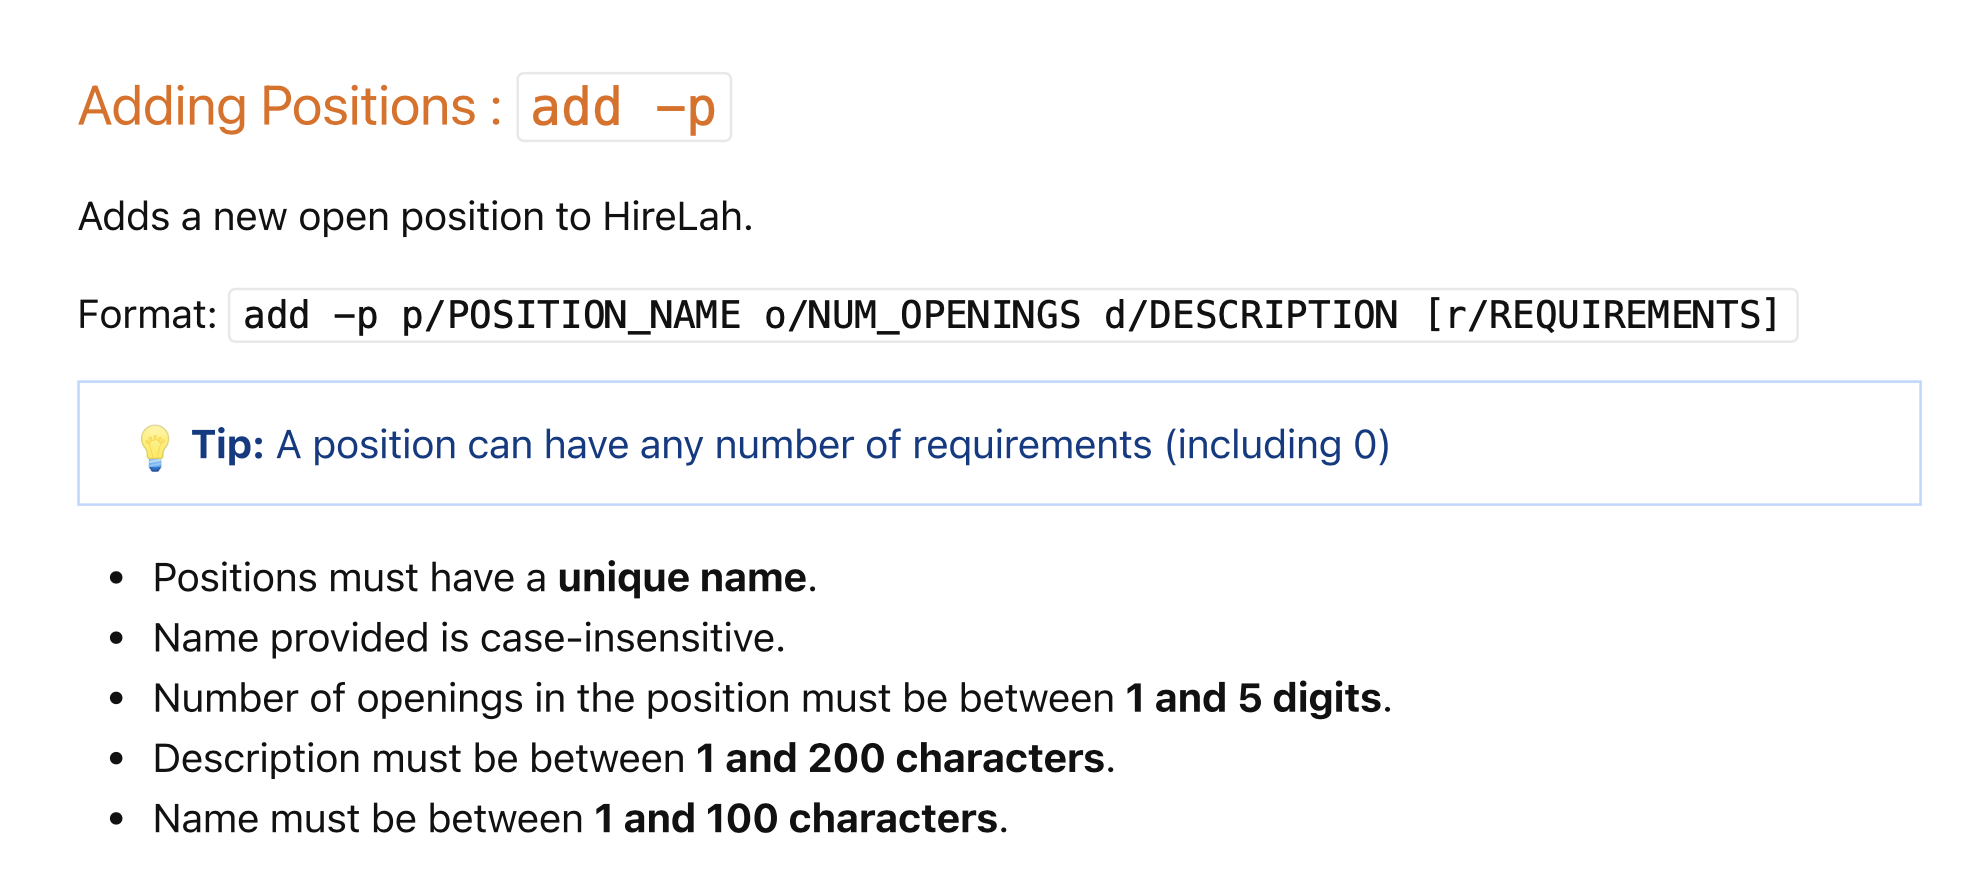 Adding Positions : add -p
Adds a new open position to HireLah.
Format: add -p p/POSITION_NAME o/NUM_OPENINGS d/DESCRIPTION [r/REQUIREMENTS]
💡 Tip: A position can have any number of requirements (including 0)
• Positions must have a unique name.
• Name provided is case-insensitive.
• Number of openings in the position must be between 1 and 5 digits.
• Description must be between 1 and 200 characters.
• Name must be between 1 and 100 characters.